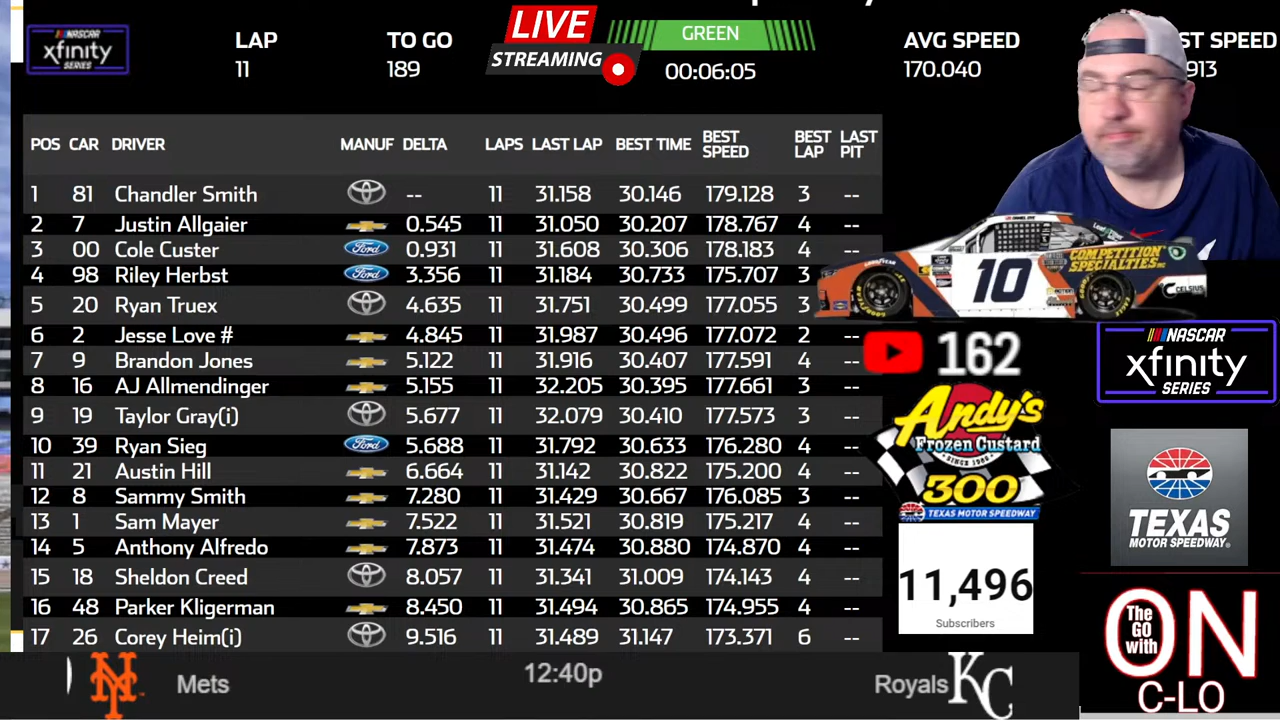 NASCAR
xfinity
SERIES
LAP
11
TO GO
189
LIVE
STREAMING
GREEN
00:06:05
AVG SPEED
170.040
ST SPEED
913
POS CAR DRIVER MANUF DELTA LAPS LAST LAP BEST TIME BEST SPEED BEST LAP LAST PIT
1 81 Chandler Smith -- 11 31.158 30.146 179.128 3 --
2 7 Justin Allgaier 0.545 11 31.050 30.207 178.767 4 --
3 00 Cole Custer Ford 0.931 11 31.608 30.306 178.183 4 --
4 98 Riley Herbst Ford 3.356 11 31.184 30.733 175.707 3
5 20 Ryan Truex 4.635 11 31.751 30.499 177.055 3
6 2 Jesse Love # 4.845 11 31.987 30.496 177.072 2 --
7 9 Brandon Jones 5.122 11 31.916 30.407 177.591 4
8 16 AJ Allmendinger 5.155 11 32.205 30.395 177.661 3 --
9 19 Taylor Gray(i) 5.677 11 32.079 30.410 177.573 3 --
10 39 Ryan Sieg Ford 5.688 11 31.792 30.633 176.280 4 --
11 21 Austin Hill 6.664 11 31.142 30.822 175.200 4 --
12 8 Sammy Smith 7.280 11 31.429 30.667 176.085 3 --
13 1 Sam Mayer 7.522 11 31.521 30.819 175.217 4 --
14 5 Anthony Alfredo 7.873 11 31.474 30.880 174.870 4 --
15 18 Sheldon Creed 8.057 11 31.341 31.009 174.143 4 --
16 48 Parker Kligerman 8.450 11 31.494 30.865 174.955 4 --
17 26 Corey Heim(i) 9.516 11 31.489 31.147 173.371 6 --
10
COMPETITION
SPECIALTIES INC
CELSIUS
162
NASCAR
xfinity
SERIES
Andy's
Frozen Custard
SINCE 1986
300
TEXAS MOTOR SPEEDWAY
TEXAS
MOTOR SPEEDWAY
11,496
Subscribers
The
GO
with
ON
C-LO
NY
Mets
12:40p
Royals
KC